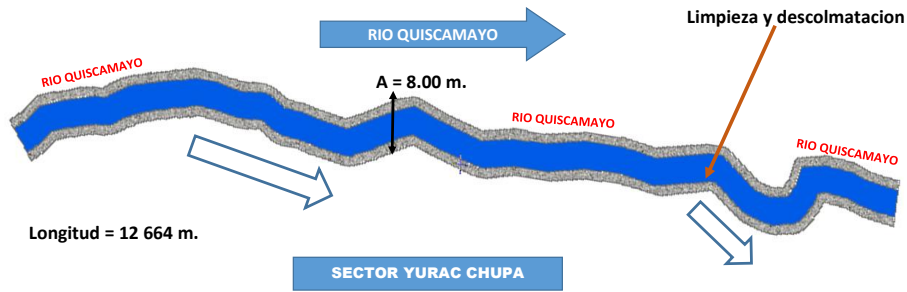 Limpieza y descolmatacion
RIO QUISCAMAYO
RIO QUISCAMAYO
A = 8.00 m.
RIO QUISCAMAYO
RIO QUISCAMAYO
Longitud = 12 664 m.
SECTOR YURAC CHUPA